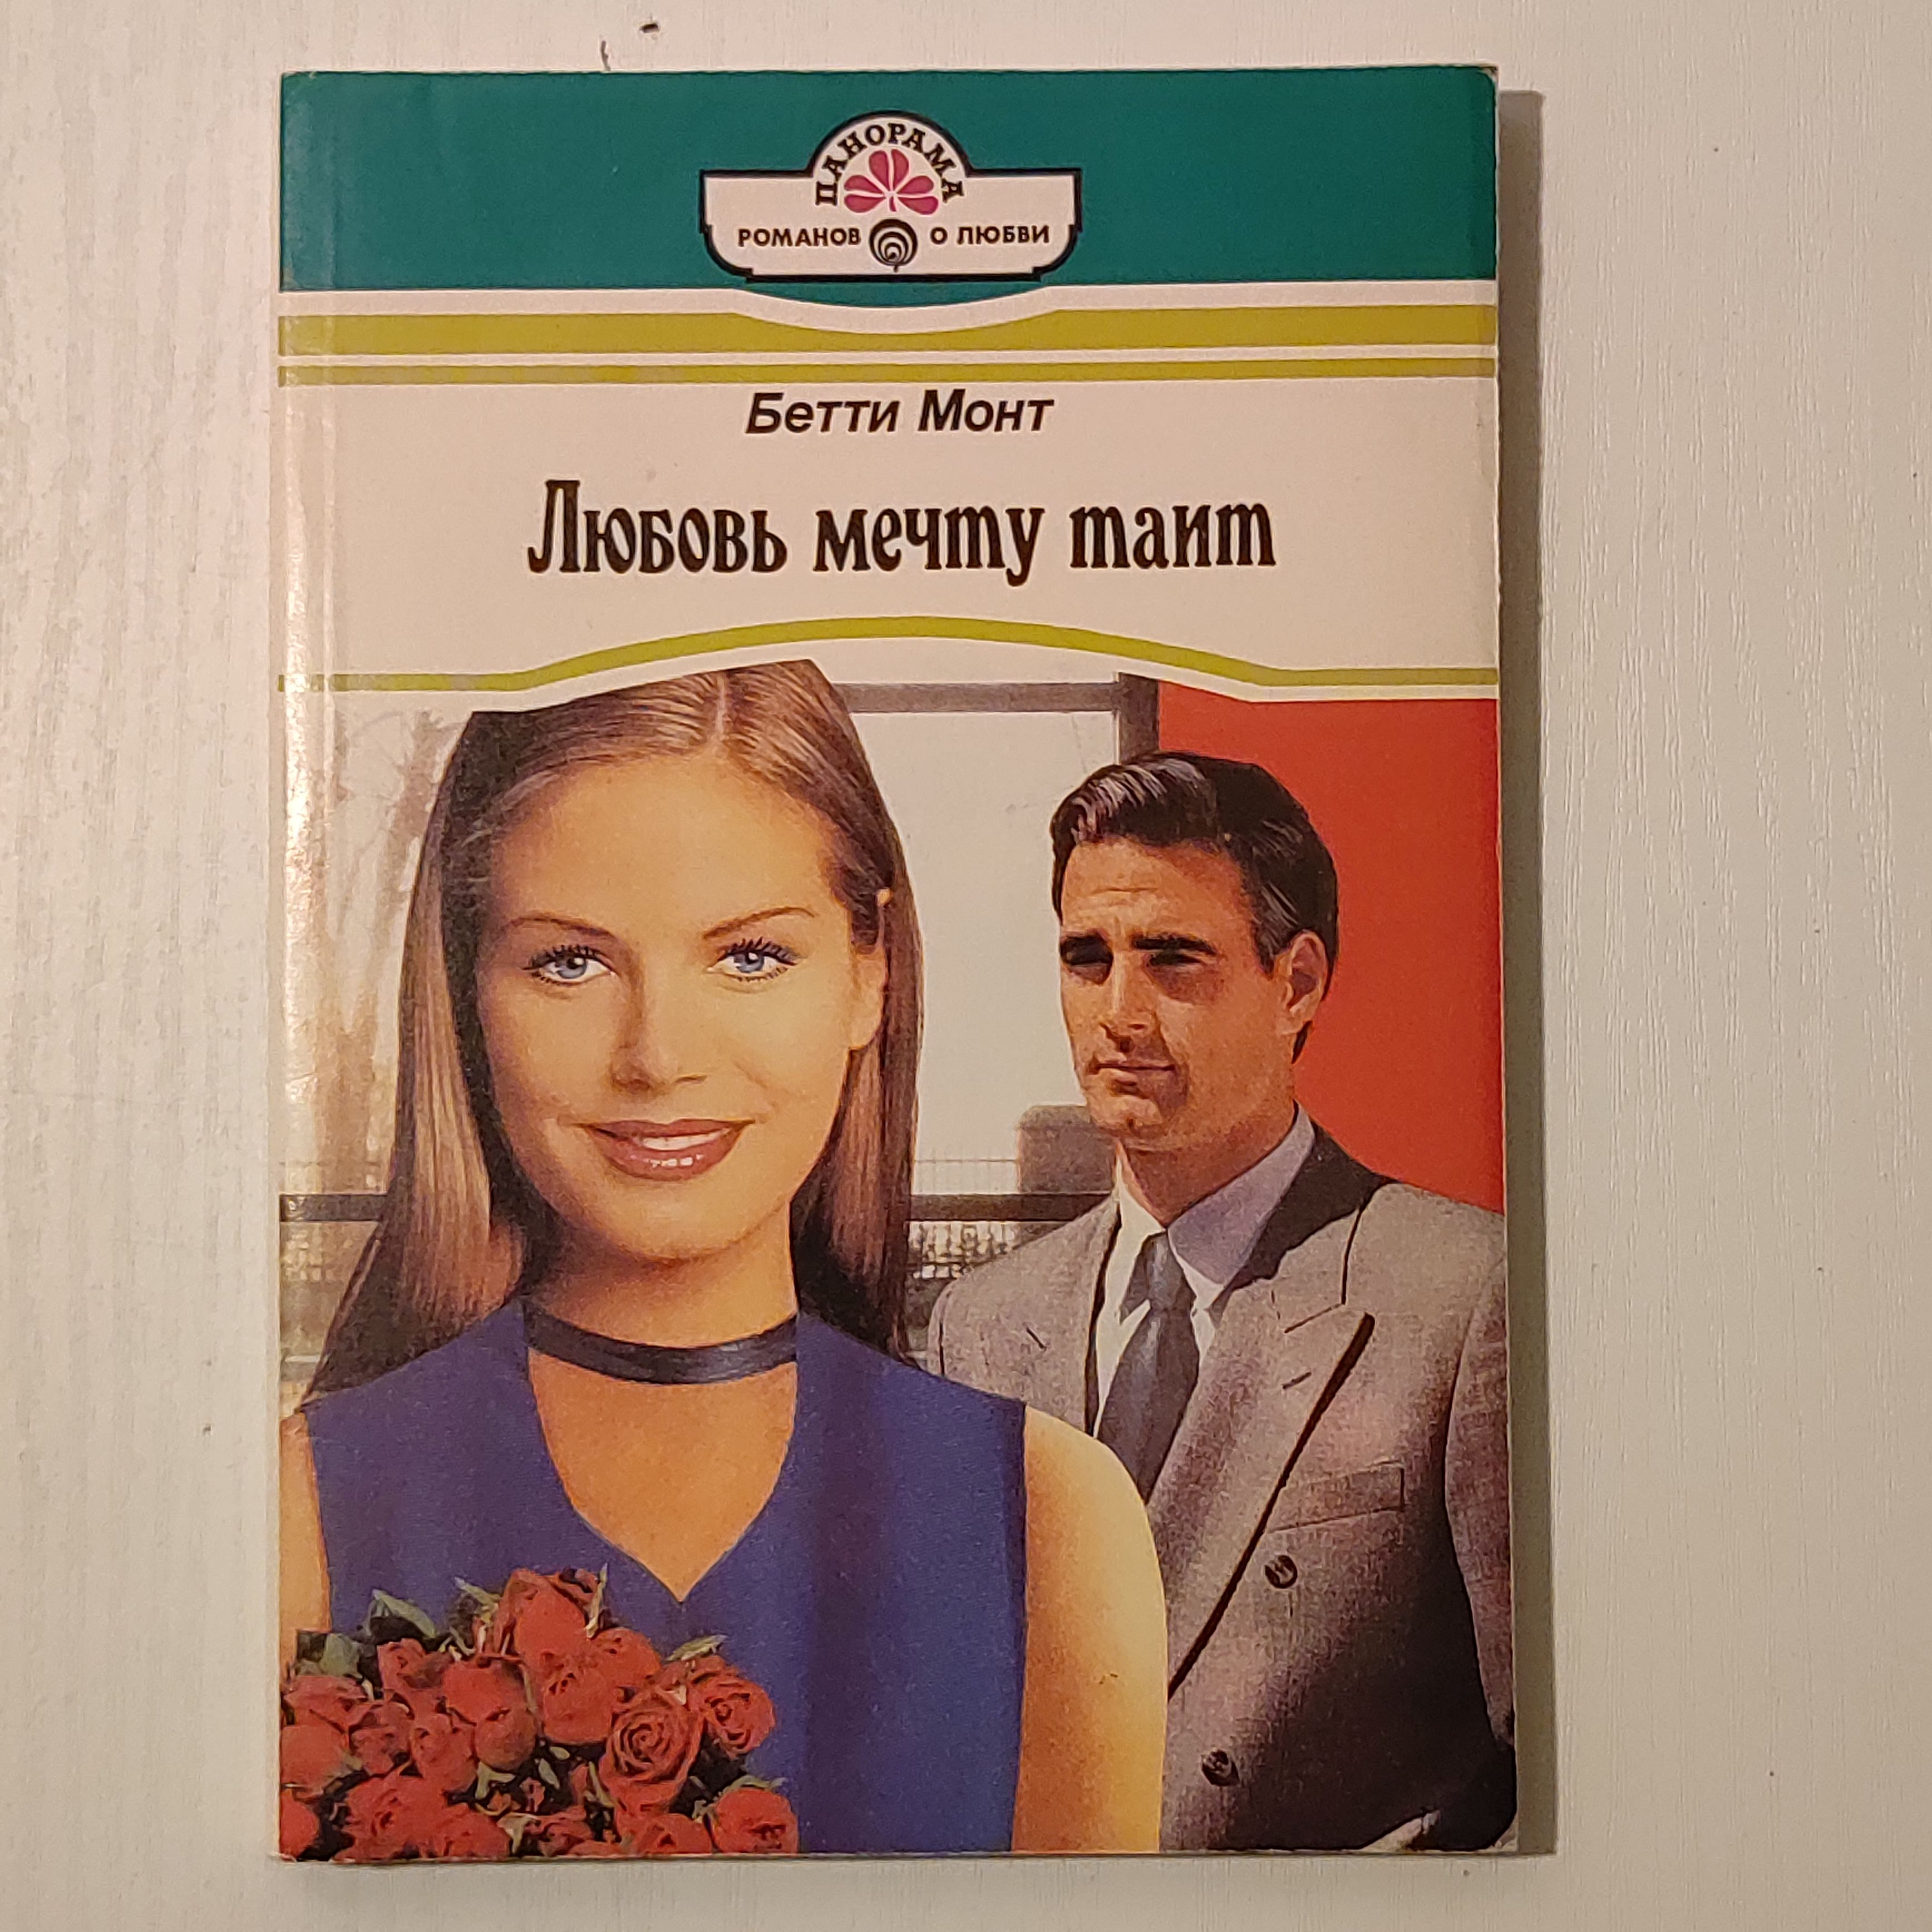 ПАНОРАМА
РОМАНОВ О ЛЮБВИ
Бетти Монт
Любовь мечту таит